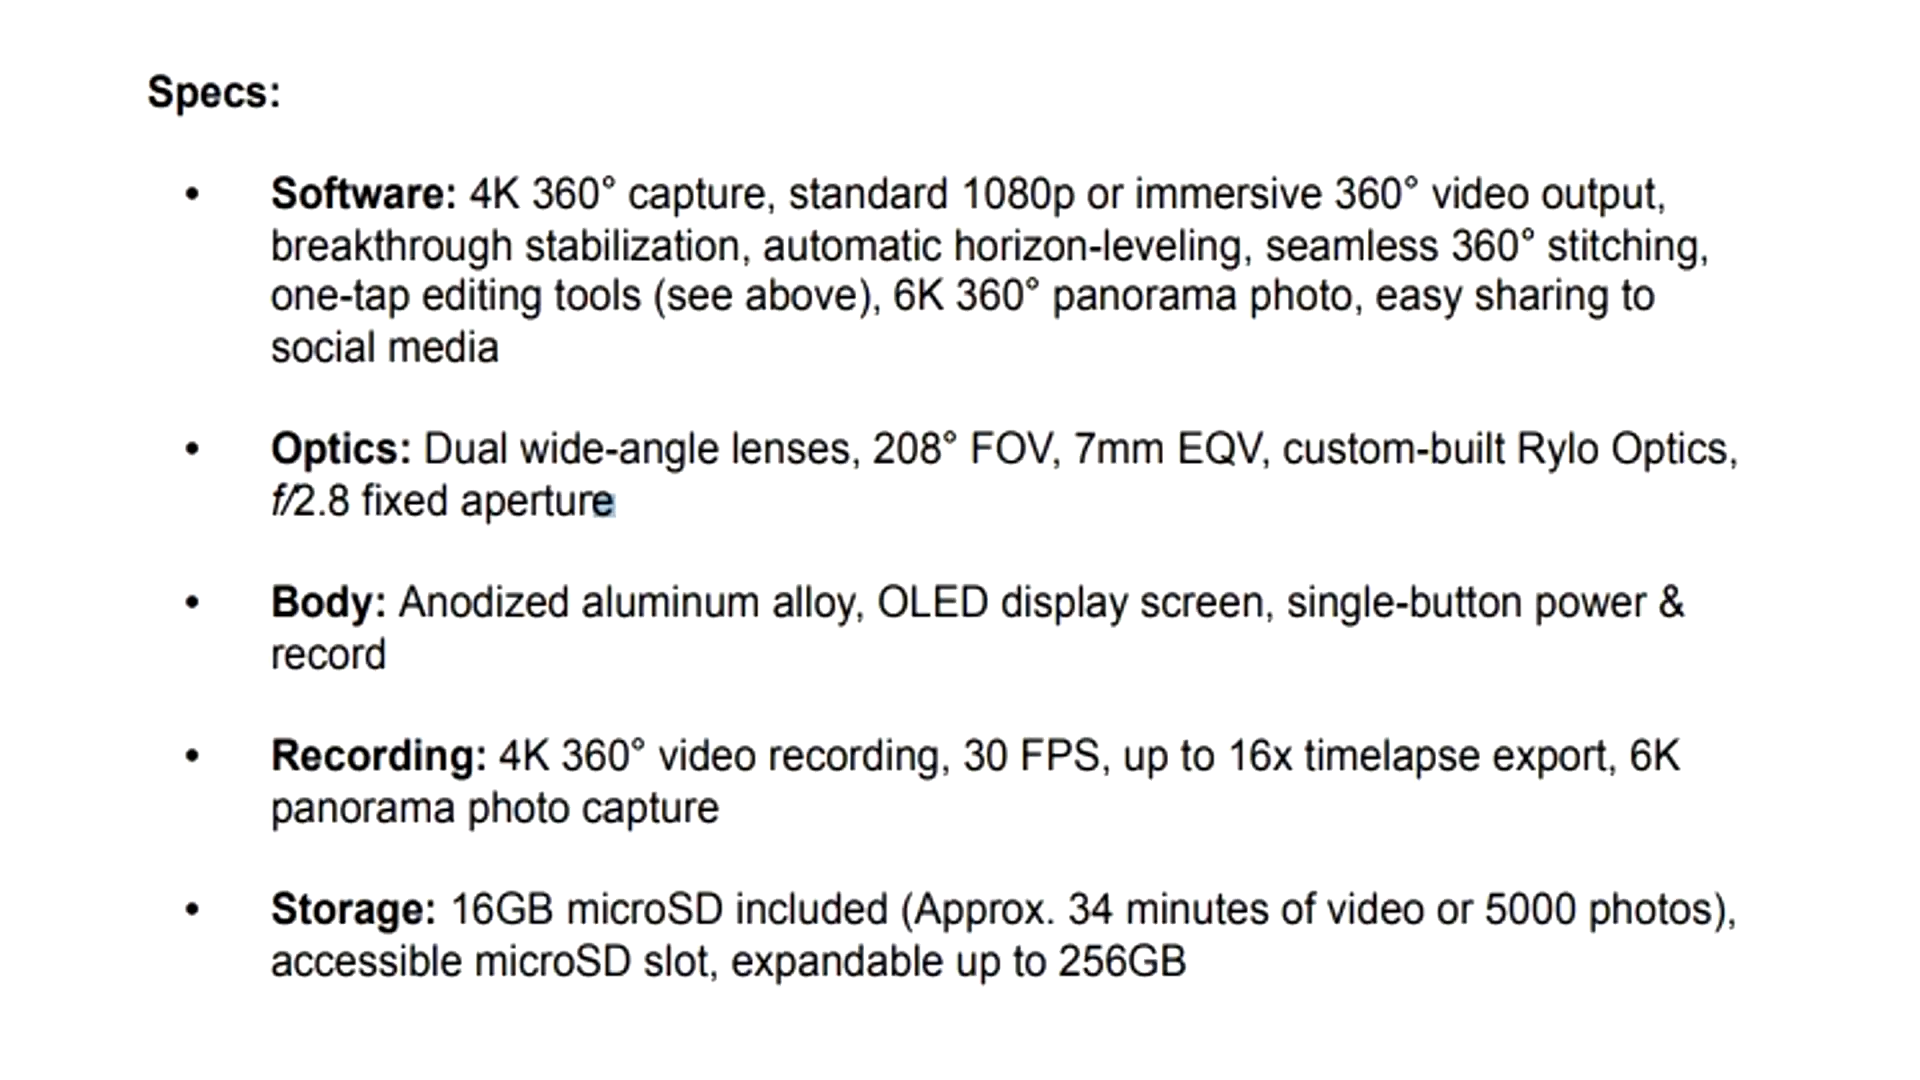 Specs:
• Software: 4K 360° capture, standard 1080p or immersive 360° video output,
breakthrough stabilization, automatic horizon-leveling, seamless 360° stitching,
one-tap editing tools (see above), 6K 360° panorama photo, easy sharing to
social media
• Optics: Dual wide-angle lenses, 208° FOV, 7mm EQV, custom-built Rylo Optics,
f/2.8 fixed aperture
• Body: Anodized aluminum alloy, OLED display screen, single-button power &
record
• Recording: 4K 360° video recording, 30 FPS, up to 16x timelapse export, 6K
panorama photo capture
• Storage: 16GB microSD included (Approx. 34 minutes of video or 5000 photos),
accessible microSD slot, expandable up to 256GB